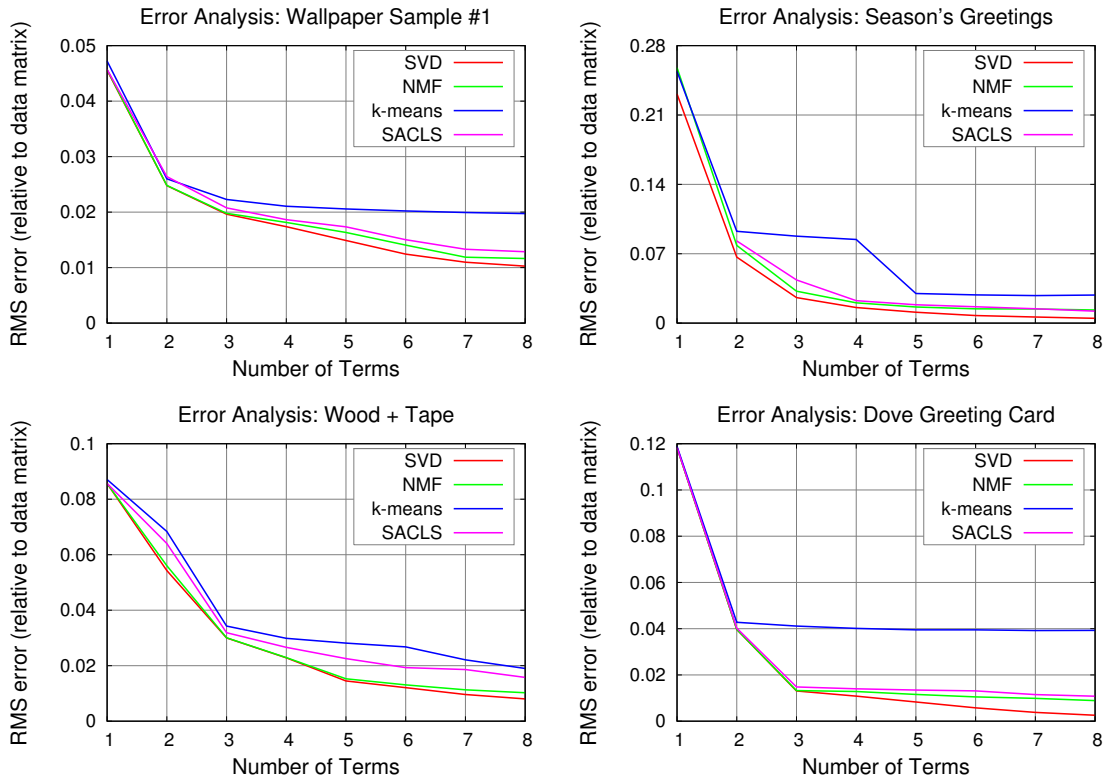 Error Analysis: Wallpaper Sample #1
RMS error (relative to data matrix)
0.05
0.04
0.03
0.02
0.01
0
SVD
NMF
k-means
SACLS
1 2 3 4 5 6 7 8
Number of Terms
Error Analysis: Season's Greetings
RMS error (relative to data matrix)
0.28
0.21
0.14
0.07
0
SVD
NMF
k-means
SACLS
1 2 3 4 5 6 7 8
Number of Terms
Error Analysis: Wood + Tape
RMS error (relative to data matrix)
0.1
0.08
0.06
0.04
0.02
0
SVD
NMF
k-means
SACLS
1 2 3 4 5 6 7 8
Number of Terms
Error Analysis: Dove Greeting Card
RMS error (relative to data matrix)
0.12
0.1
0.08
0.06
0.04
0.02
0
SVD
NMF
k-means
SACLS
1 2 3 4 5 6 7 8
Number of Terms